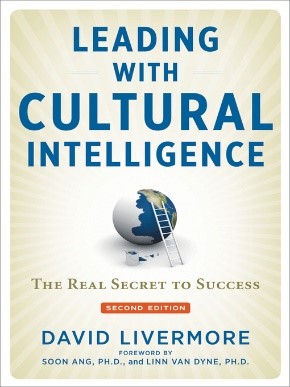 LEADING
WITH
CULTURAL
INTELLIGENCE
THE REAL SECRET TO SUCCESS
SECOND EDITION
DAVID LIVERMORE
FOREWORD BY
SOON ANG, PH.D., AND LINN VAN DYNE, PH.D.